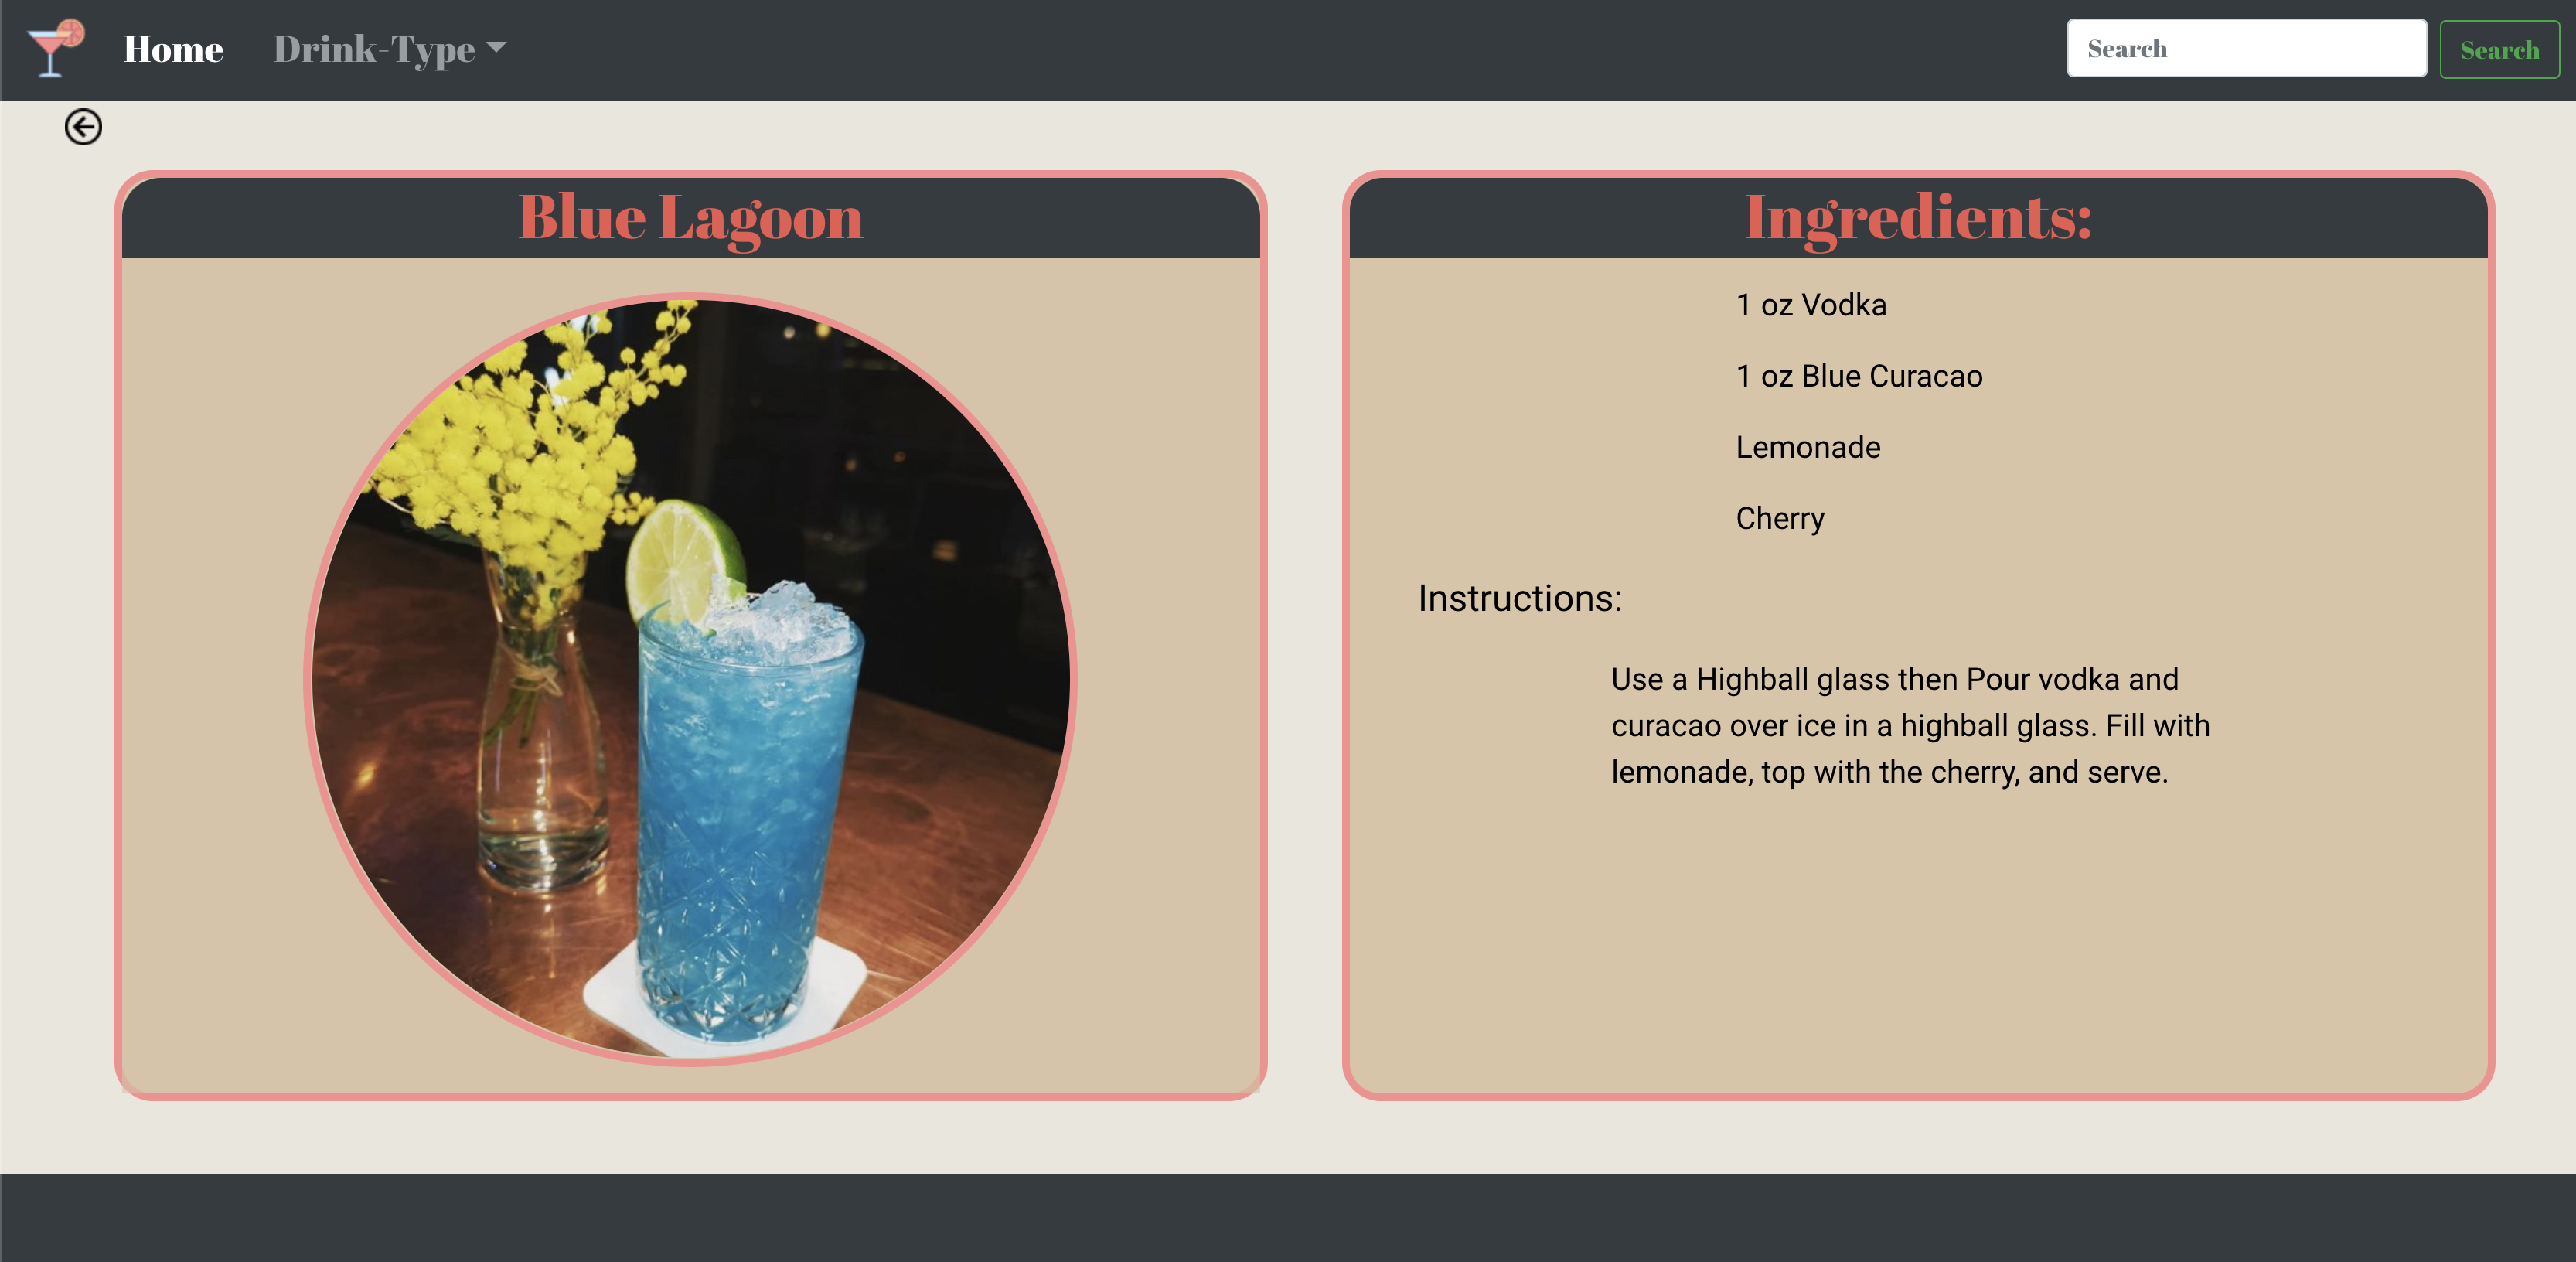 Home
Drink-Type
Search
Search
Blue Lagoon
Ingredients:
1 oz Vodka
1 oz Blue Curacao
Lemonade
Cherry
Instructions:
Use a Highball glass then Pour vodka and
curacao over ice in a highball glass. Fill with
lemonade, top with the cherry, and serve.